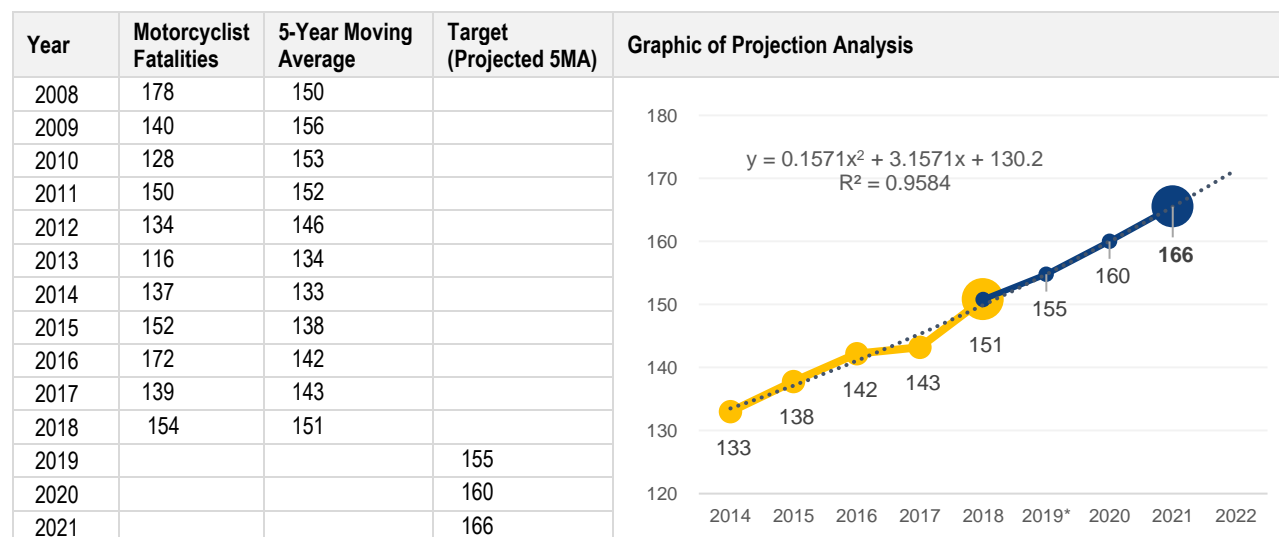 Year Motorcyclist Fatalities 5-Year Moving Average Target (Projected 5MA) Graphic of Projection Analysis
2008 178 150
2009 140 156
2010 128 153
2011 150 152
2012 134 146
2013 116 134
2014 137 133
2015 152 138
2016 172 142
2017 139 143
2018 154 151
2019 155
2020 160
2021 166
180
170
160
150
140
130
120
y = 0.1571x² + 3.1571x + 130.2
R² = 0.9584
133
138
142
143
151
155
160
166
2014 2015 2016 2017 2018 2019* 2020 2021 2022